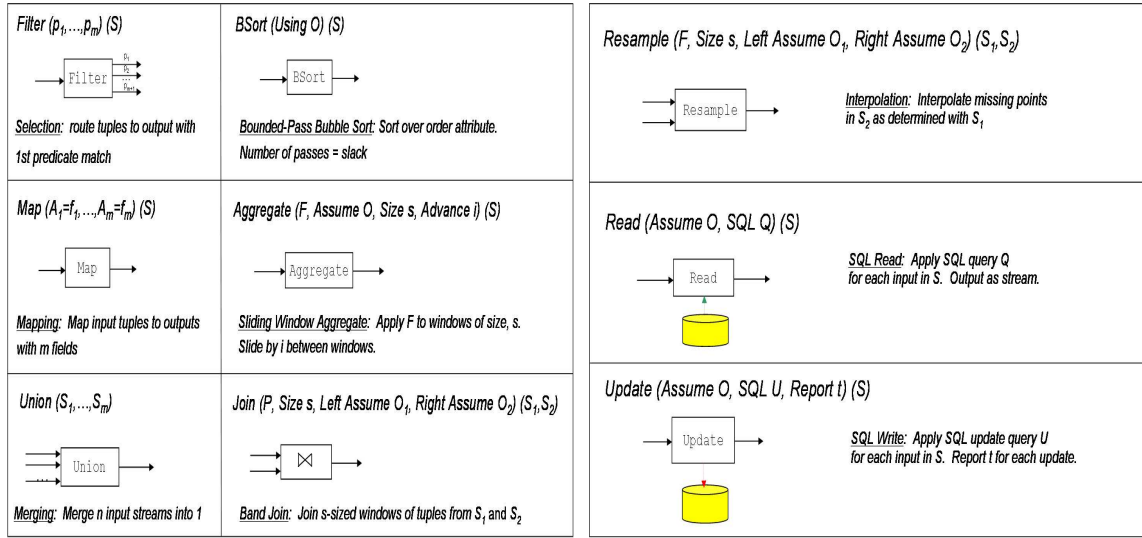 Filter (p1,...,pm) (S)
p1
p2
...
pm+1
Filter
Selection: route tuples to output with
1st predicate match
BSort (Using O) (S)
BSort
Bounded-Pass Bubble Sort: Sort over order attribute.
Number of passes = slack
Map (A1=f1,...,Am=fm) (S)
Map
Mapping: Map input tuples to outputs
with m fields
Aggregate (F, Assume O, Size s, Advance i) (S)
Aggregate
Sliding Window Aggregate: Apply F to windows of size, s.
Slide by i between windows.
Union (S1,...,Sm)
...
Union
Merging: Merge n input streams into 1
Join (P, Size s, Left Assume O1, Right Assume O2) (S1,S2)
⋈
Band Join: Join s-sized windows of tuples from S1 and S2
Resample (F, Size s, Left Assume O1, Right Assume O2) (S1,S2)
Resample
Interpolation: Interpolate missing points
in S2 as determined with S1
Read (Assume O, SQL Q) (S)
Read
SQL Read: Apply SQL query Q
for each input in S. Output as stream.
Update (Assume O, SQL U, Report t) (S)
Update
SQL Write: Apply SQL update query U
for each input in S. Report t for each update.